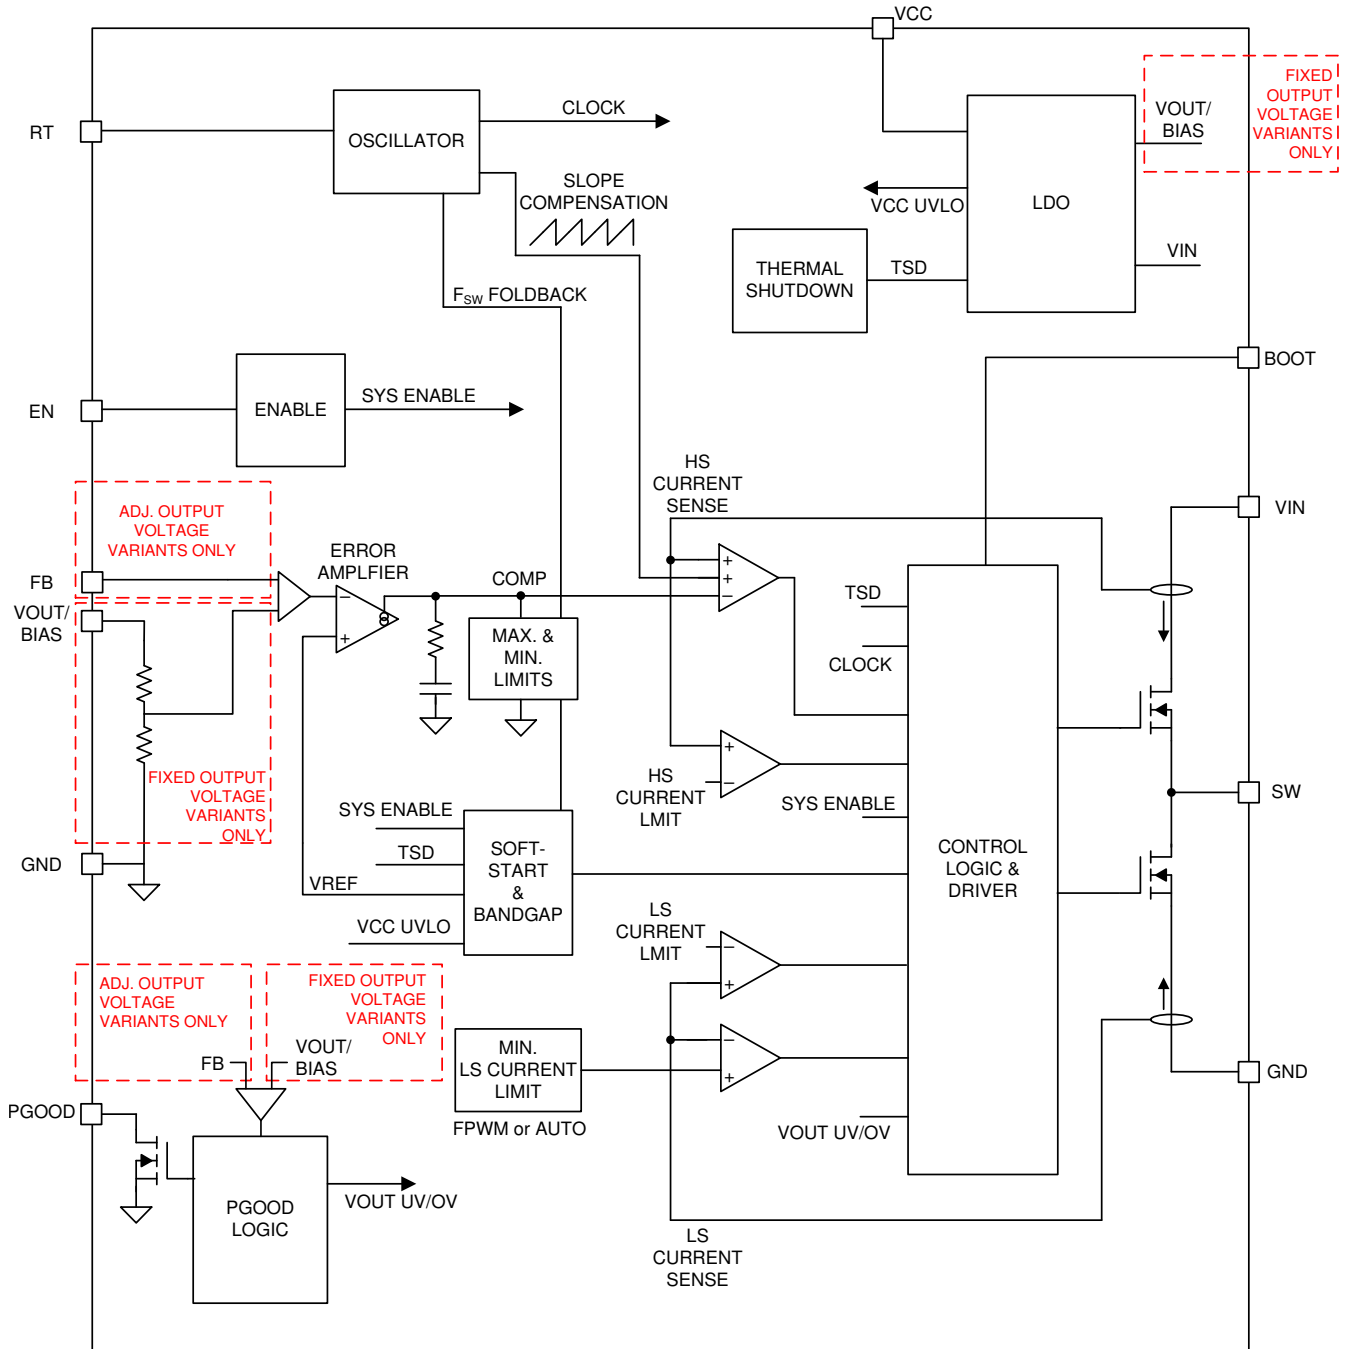 VCC
FIXED
OUTPUT
VOLTAGE
VARIANTS
ONLY
VOUT/
BIAS
RT
OSCILLATOR
CLOCK
SLOPE
COMPENSATION
VCC UVLO
LDO
VIN
THERMAL
SHUTDOWN
TSD
FSW FOLDBACK
BOOT
EN
ENABLE
SYS ENABLE
HS
CURRENT
SENSE
VIN
ADJ. OUTPUT
VOLTAGE
VARIANTS ONLY
FB
ERROR
AMPLFIER
COMP
VOUT/
BIAS
MAX. &
MIN.
LIMITS
TSD
CLOCK
FIXED OUTPUT
VOLTAGE
VARIANTS
ONLY
HS
CURRENT
LMIT
SYS ENABLE
SW
GND
SYS ENABLE
TSD
VREF
VCC UVLO
SOFT-
START
&
BANDGAP
CONTROL
LOGIC &
DRIVER
LS
CURRENT
LMIT
ADJ. OUTPUT
VOLTAGE
VARIANTS ONLY
FIXED OUTPUT
VOLTAGE
VARIANTS
ONLY
FB
VOUT/
BIAS
MIN.
LS CURRENT
LIMIT
FPWM or AUTO
GND
PGOOD
VOUT UV/OV
PGOOD
LOGIC
VOUT UV/OV
LS
CURRENT
SENSE